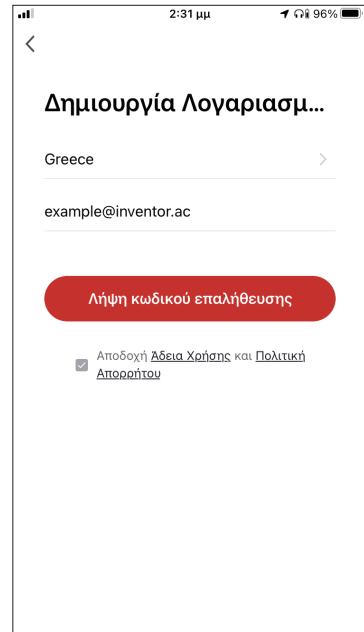 2:31 μμ
96%
Δημιουργία Λογαριασμ...
Greece
example@inventor.ac
Λήψη κωδικού επαλήθευσης
Αποδοχή Άδεια Χρήσης και Πολιτική
Απορρήτου